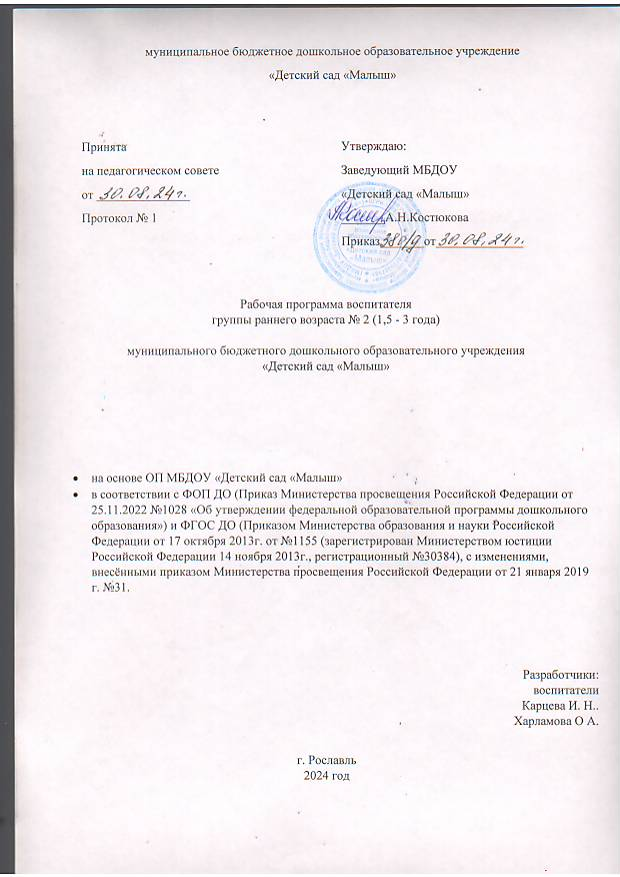 муниципальное бюджетное дошкольное образовательное учреждение
«Детский сад «Малыш»
Принята
на педагогическом совете
от 30.08.24г.
Протокол № 1
Утверждаю:
Заведующий МБДОУ
«Детский сад «Малыш»
А.Н.Костюкова
Приказ 380/д от 30.08.24г.
«Детский сад
«Малыш»
Рабочая программа воспитателя
группы раннего возраста № 2 (1,5 - 3 года)
муниципального бюджетного дошкольного образовательного учреждения
«Детский сад «Малыш»
• на основе ОП МБДОУ «Детский сад «Малыш»
• в соответствии с ФОП ДО (Приказ Министерства просвещения Российской Федерации от
25.11.2022 №1028 «Об утверждении федеральной образовательной программы дошкольного
образования») и ФГОС ДО (Приказом Министерства образования и науки Российской
Федерации от 17 октября 2013г. от №1155 (зарегистрирован Министерством юстиции
Российской Федерации 14 ноября 2013г., регистрационный №30384), с изменениями,
внесёнными приказом Министерства просвещения Российской Федерации от 21 января 2019
г. №31.
Разработчики:
воспитатели
Карцева И. Н..
Харламова О А.
г. Рославль
2024 год